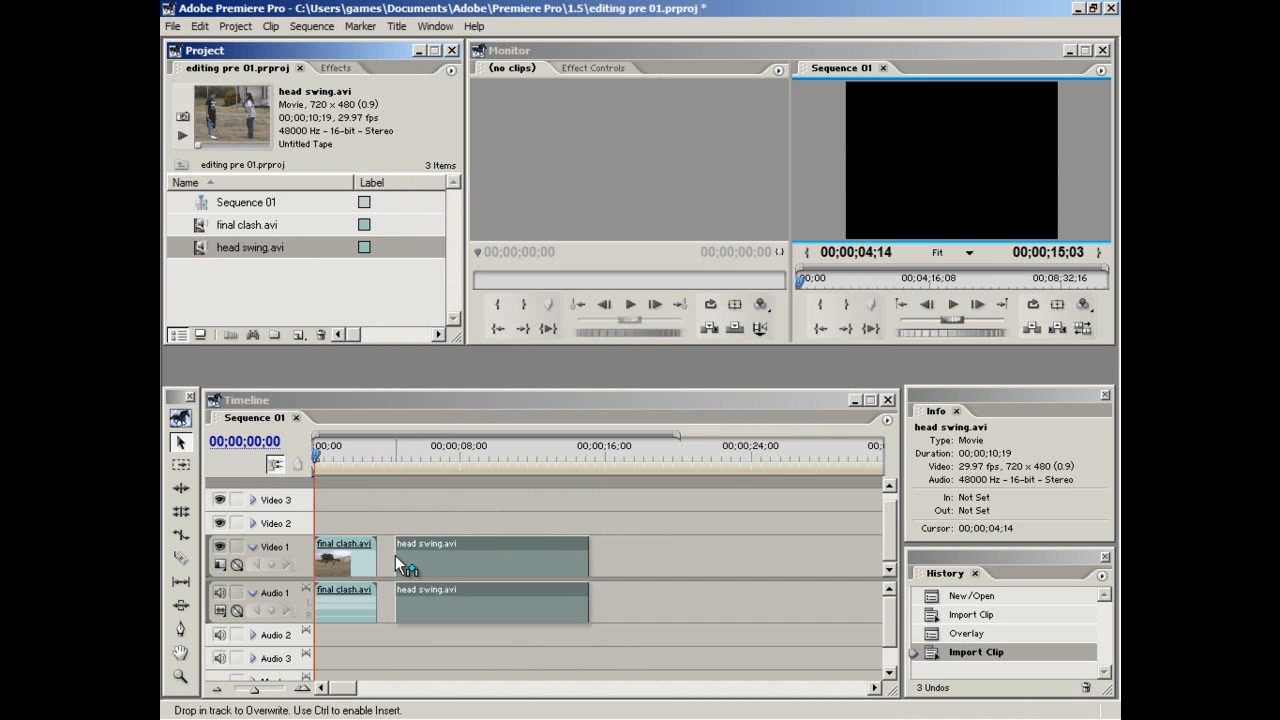 Adobe Premiere Pro - C:\Users\games\Documents\Adobe\Premiere Pro\1.5\editing pre 01.prproj *
File Edit Project Clip Sequence Marker Title Window Help
Project
editing pre 01.prproj Effects
head swing.avi
Movie, 720 x 480 (0.9)
00;00;10;19, 29.97 fps
48000 Hz - 16-bit - Stereo
Untitled Tape
editing pre 01.prproj 3 Items
Name Label
Sequence 01
final clash.avi
head swing.avi
Monitor
(no clips) Effect Controls
Sequence 01
00;00;00;00 00;00;00;00
00;00;04;14 Fit 00;00;15;03
00;00 00;04;16;08 00;08;32;16
Timeline
Sequence 01
00;00;00;00
00;00 00;00;08;00 00;00;16;00 00;00;24;00 00;
Video 3
Video 2
Video 1
final clash.avi head swing.avi
Audio 1
final clash.avi head swing.avi
Audio 2
Audio 3
Info
head swing.avi
Type: Movie
Duration: 00;00;10;19
Video: 29.97 fps, 720 x 480 (0.9)
Audio: 48000 Hz - 16-bit - Stereo
In: Not Set
Out: Not Set
Cursor: 00;00;04;14
History
New/Open
Import Clip
Overlay
Import Clip
3 Undos
Drop in track to Overwrite. Use Ctrl to enable Insert.